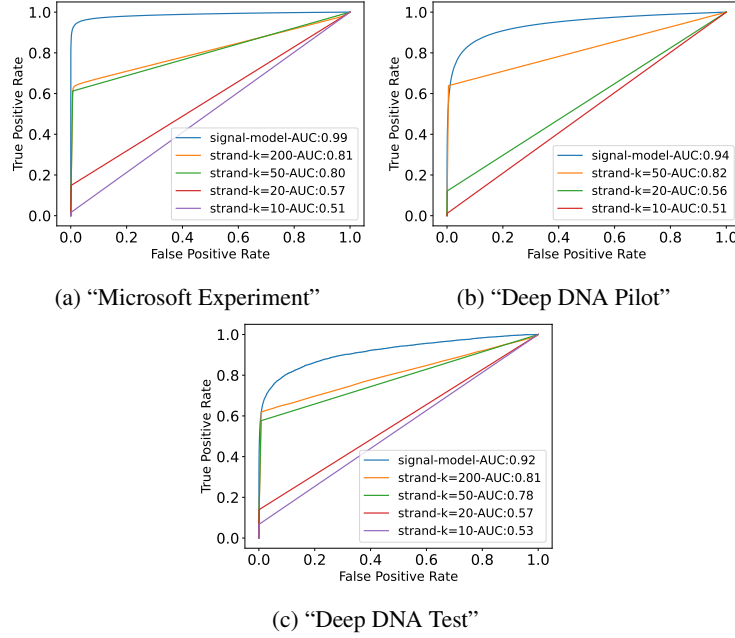 1.0
0.8
0.6
0.4
0.2
0.0
True Positive Rate
signal-model-AUC:0.99
strand-k=200-AUC:0.81
strand-k=50-AUC:0.80
strand-k=20-AUC:0.57
strand-k=10-AUC:0.51
0.0 0.2 0.4 0.6 0.8 1.0
False Positive Rate
(a) “Microsoft Experiment”
1.0
0.8
0.6
0.4
0.2
0.0
True Positive Rate
signal-model-AUC:0.94
strand-k=50-AUC:0.82
strand-k=20-AUC:0.56
strand-k=10-AUC:0.51
0.0 0.2 0.4 0.6 0.8 1.0
False Positive Rate
(b) “Deep DNA Pilot”
1.0
0.8
0.6
0.4
0.2
0.0
True Positive Rate
signal-model-AUC:0.92
strand-k=200-AUC:0.81
strand-k=50-AUC:0.78
strand-k=20-AUC:0.57
strand-k=10-AUC:0.53
0.0 0.2 0.4 0.6 0.8 1.0
False Positive Rate
(c) “Deep DNA Test”